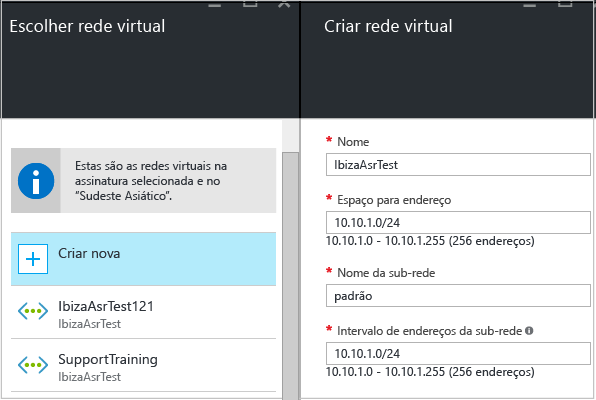 Escolher rede virtual
Estas são as redes virtuais na
assinatura selecionada e no
“Sudeste Asiático”.
Criar nova
IbizaAsrTest121
IbizaAsrTest
SupportTraining
IbizaAsrTest
Criar rede virtual
* Nome
IbizaAsrTest
* Espaço para endereço
10.10.1.0/24
10.10.1.0 - 10.10.1.255 (256 endereços)
* Nome da sub-rede
padrão
* Intervalo de endereços da sub-rede
10.10.1.0/24
10.10.1.0 - 10.10.1.255 (256 endereços)